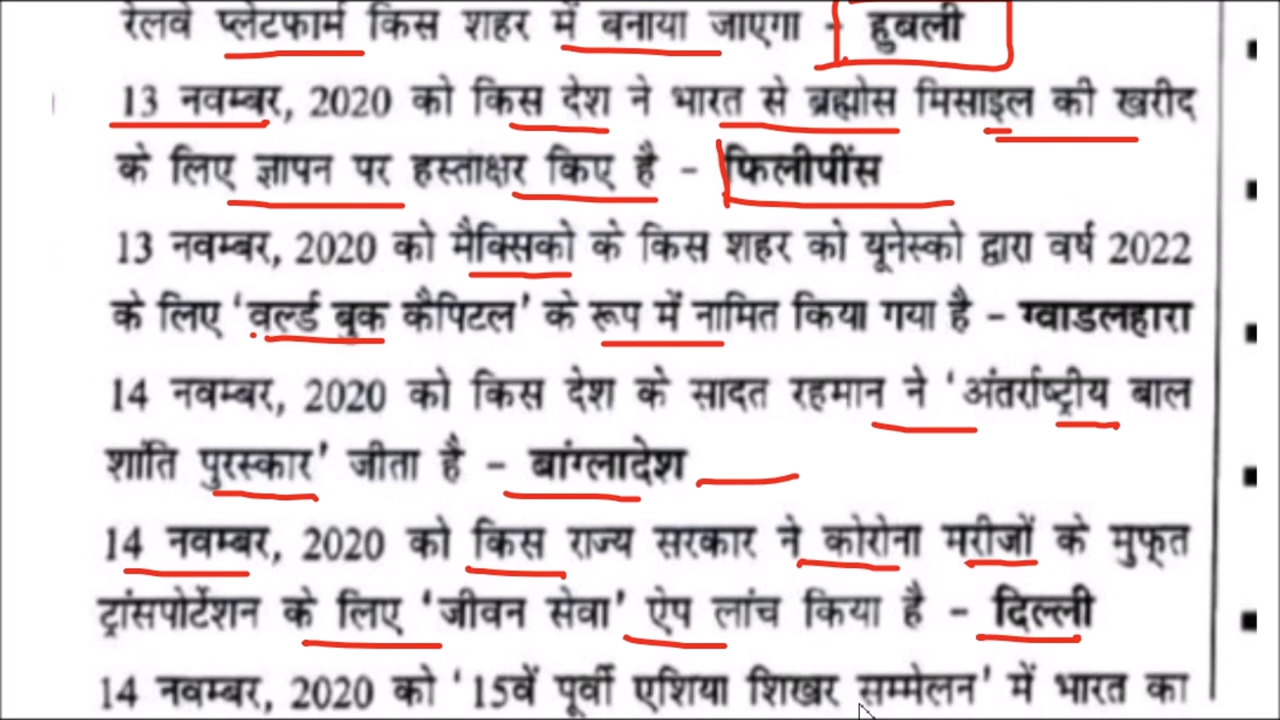 रेलवे प्लेटफार्म किस शहर में बनाया जाएगा - हुबली
13 नवम्बर, 2020 को किस देश ने भारत से ब्रह्मोस मिसाइल की खरीद
के लिए ज्ञापन पर हस्ताक्षर किए है - फिलीपींस
13 नवम्बर, 2020 को मैक्सिको के किस शहर को यूनेस्को द्वारा वर्ष 2022
के लिए 'वर्ल्ड बुक कैपिटल' के रूप में नामित किया गया है - ग्वाडलहारा
14 नवम्बर, 2020 को किस देश के सादत रहमान ने 'अंतर्राष्ट्रीय बाल
शांति पुरस्कार' जीता है - बांग्लादेश
14 नवम्बर, 2020 को किस राज्य सरकार ने कोरोना मरीजों के मुफ्त
ट्रांसपोर्टेशन के लिए 'जीवन सेवा' ऐप लांच किया है - दिल्ली
14 नवम्बर, 2020 को '15वें पूर्वी एशिया शिखर सम्मेलन' में भारत का